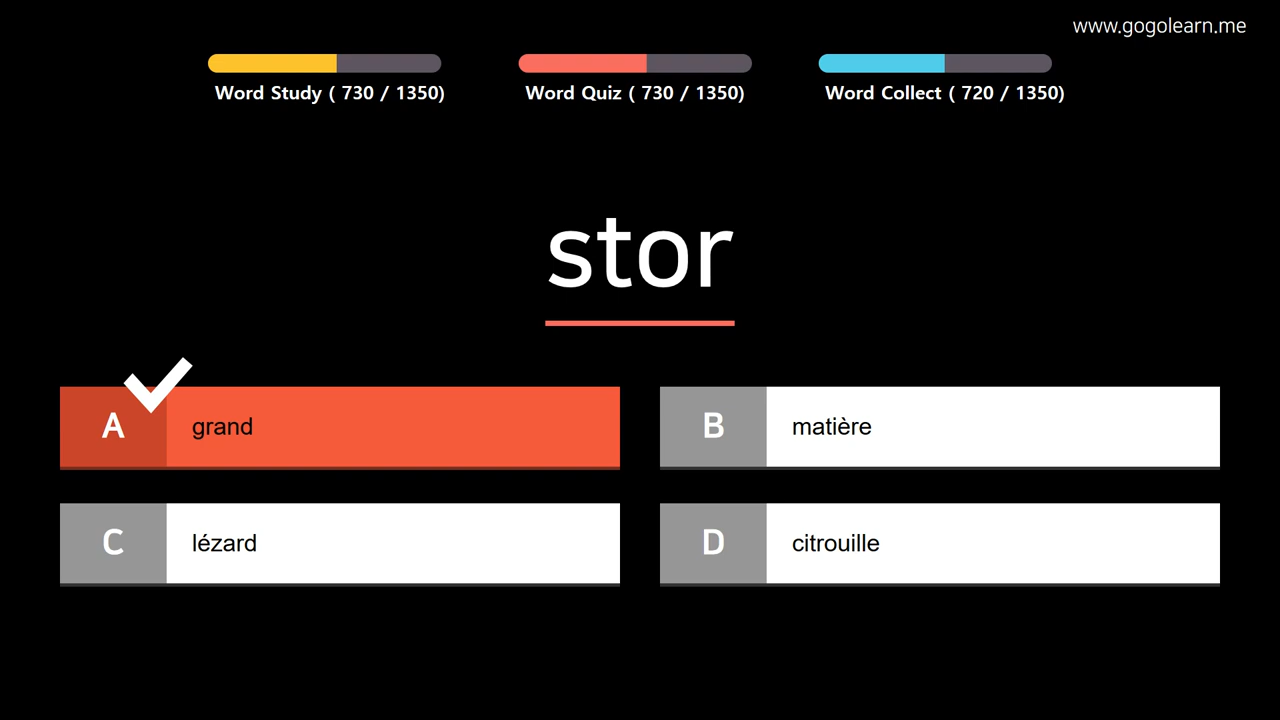 www.gogolearn.me
Word Study ( 730 / 1350)
Word Quiz ( 730 / 1350)
Word Collect ( 720 / 1350)
stor
A grand
B matière
C lézard
D citrouille